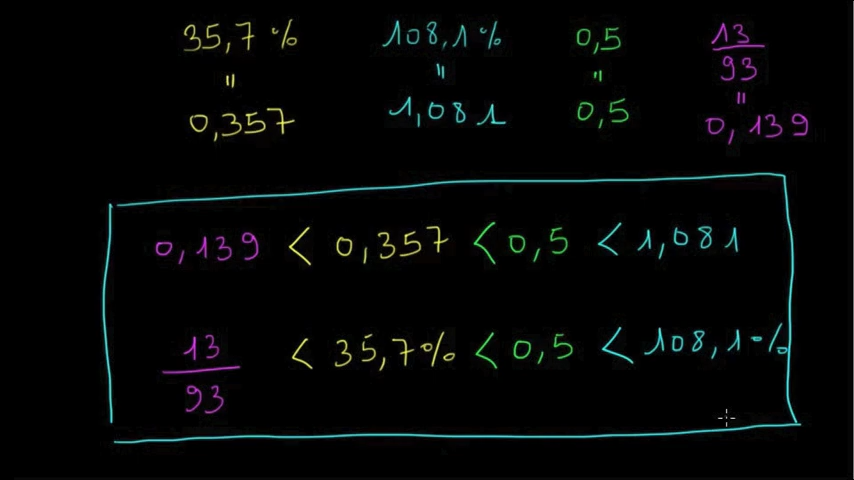 35,7% 108,1% 0,5 13/93
= = = =
0,357 1,081 0,5 0,139
0,139 < 0,357 < 0,5 < 1,081
13/93 < 35,7% < 0,5 < 108,1%